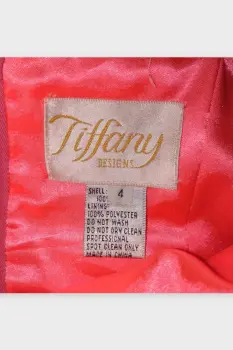 Tiffany
DESIGNS
SHELL:
100%
4
LINING:
100% POLYESTER
DO NOT WASH
DO NOT DRY CLEAN
PROFESSIONAL
SPOT CLEAN ONLY
MADE IN CHINA